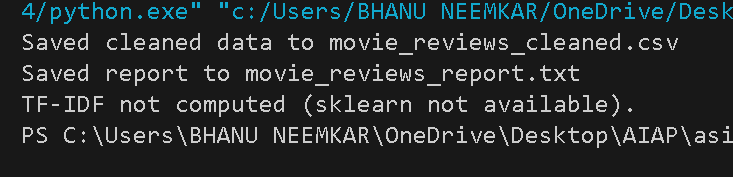 4/python.exe" "c:/Users/BHANU NEEMKAR/OneDrive/Desk
Saved cleaned data to movie_reviews_cleaned.csv
Saved report to movie_reviews_report.txt
TF-IDF not computed (sklearn not available).
PS C:\Users\BHANU NEEMKAR\OneDrive\Desktop\AIAP\asi